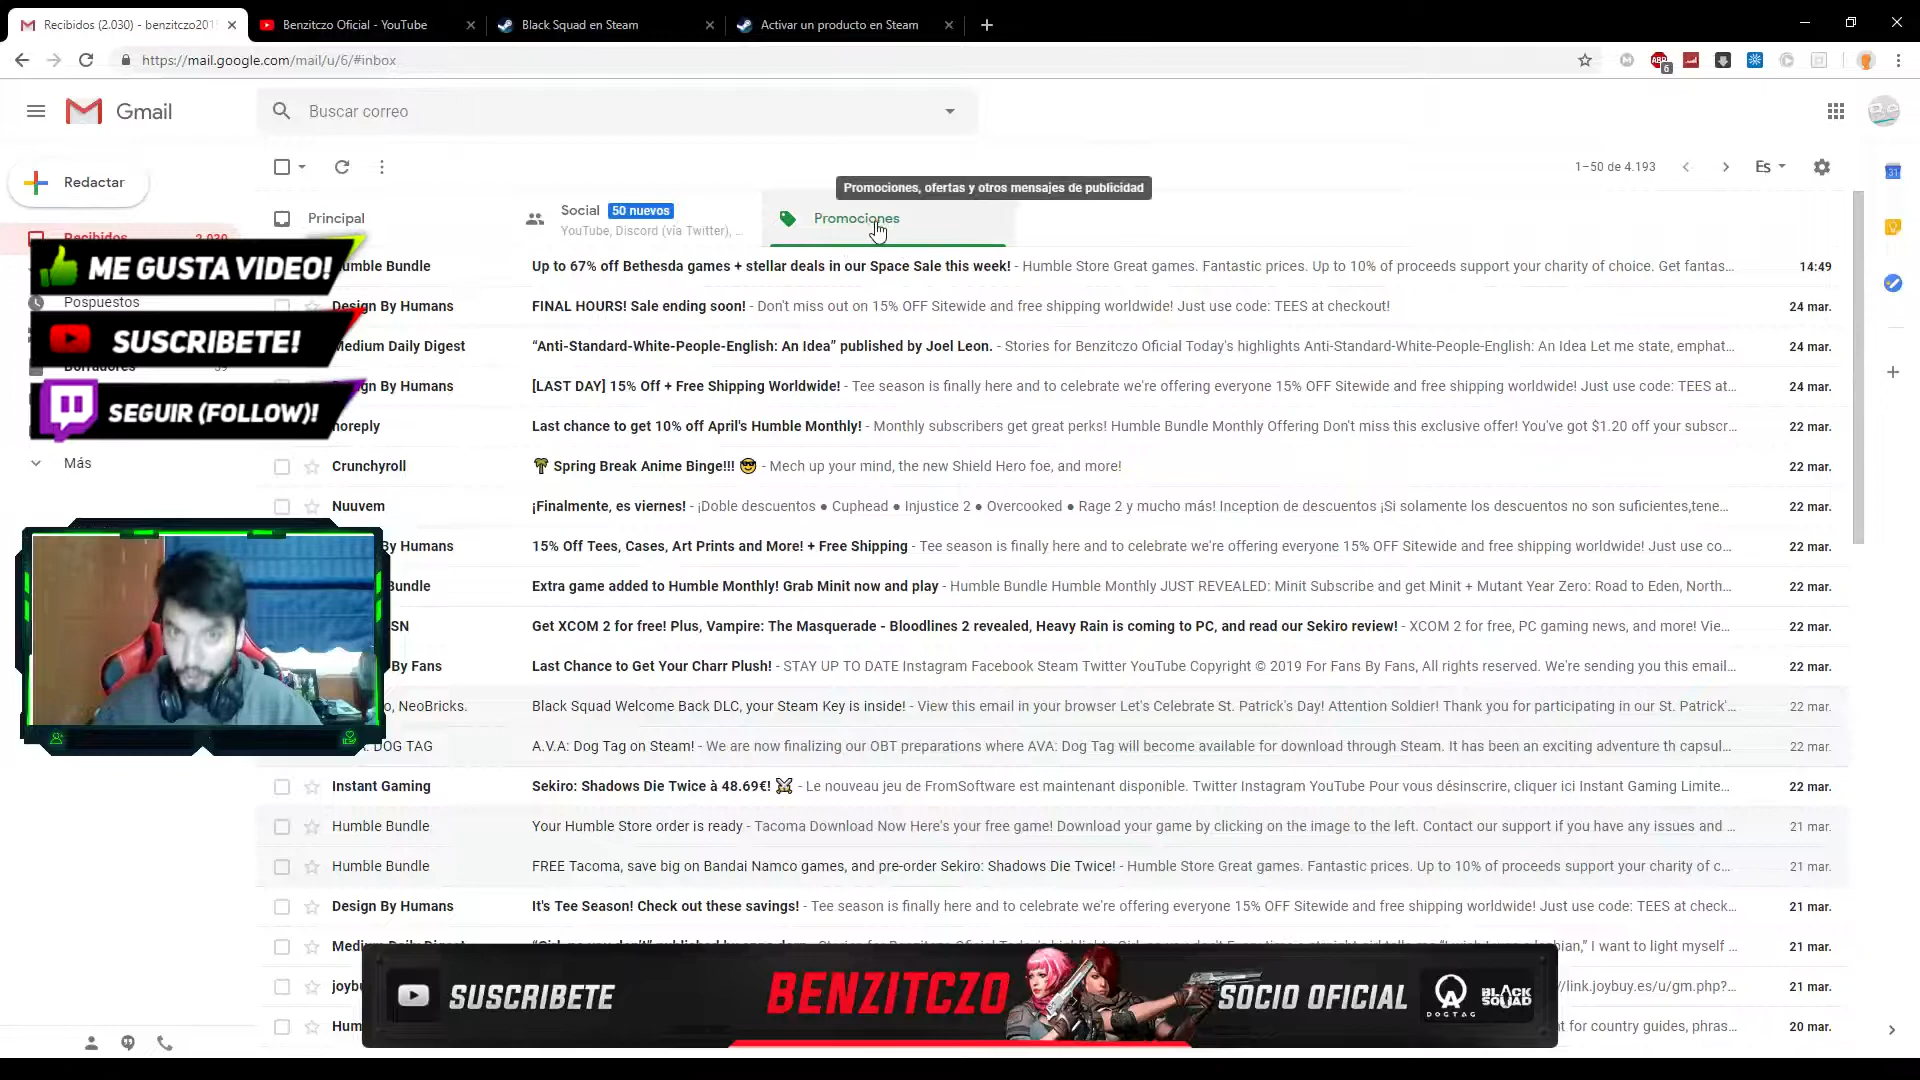 Recibidos (2.030) - benzitczo201
Benzitczo Oficial - YouTube
Black Squad en Steam
Activar un producto en Steam
https://mail.google.com/mail/u/6/#inbox
ABP
6
Gmail
Buscar correo
Redactar
1–50 de 4.193
Es
31
Promociones, ofertas y otros mensajes de publicidad
Principal
Social 50 nuevos
YouTube, Discord (vía Twitter), ...
Promociones
Recibidos 2.030
ME GUSTA VIDEO!
Pospuestos
SUSCRIBETE!
Borradores
SEGUIR (FOLLOW)!
Más
umble Bundle Up to 67% off Bethesda games + stellar deals in our Space Sale this week! - Humble Store Great games. Fantastic prices. Up to 10% of proceeds support your charity of choice. Get fantas... 14:49
Design By Humans FINAL HOURS! Sale ending soon! - Don't miss out on 15% OFF Sitewide and free shipping worldwide! Just use code: TEES at checkout! 24 mar.
Medium Daily Digest “Anti-Standard-White-People-English: An Idea” published by Joel Leon. - Stories for Benzitczo Oficial Today's highlights Anti-Standard-White-People-English: An Idea Let me state, emphat... 24 mar.
gn By Humans [LAST DAY] 15% Off + Free Shipping Worldwide! - Tee season is finally here and to celebrate we're offering everyone 15% OFF Sitewide and free shipping worldwide! Just use code: TEES at... 24 mar.
noreply Last chance to get 10% off April's Humble Monthly! - Monthly subscribers get great perks! Humble Bundle Monthly Offering Don't miss this exclusive offer! You've got $1.20 off your subscr... 22 mar.
Crunchyroll 🌴 Spring Break Anime Binge!!! 😎 - Mech up your mind, the new Shield Hero foe, and more! 22 mar.
Nuuvem ¡Finalmente, es viernes! - ¡Doble descuentos ● Cuphead ● Injustice 2 ● Overcooked ● Rage 2 y mucho más! Inception de descuentos ¡Si solamente los descuentos no son suficientes,tene... 22 mar.
By Humans 15% Off Tees, Cases, Art Prints and More! + Free Shipping - Tee season is finally here and to celebrate we're offering everyone 15% OFF Sitewide and free shipping worldwide! Just use co... 22 mar.
Bundle Extra game added to Humble Monthly! Grab Minit now and play - Humble Bundle Humble Monthly JUST REVEALED: Minit Subscribe and get Minit + Mutant Year Zero: Road to Eden, North... 22 mar.
SN Get XCOM 2 for free! Plus, Vampire: The Masquerade - Bloodlines 2 revealed, Heavy Rain is coming to PC, and read our Sekiro review! - XCOM 2 for free, PC gaming news, and more! Vie... 22 mar.
By Fans Last Chance to Get Your Charr Plush! - STAY UP TO DATE Instagram Facebook Steam Twitter YouTube Copyright © 2019 For Fans By Fans, All rights reserved. We're sending you this email... 22 mar.
o, NeoBricks. Black Squad Welcome Back DLC, your Steam Key is inside! - View this email in your browser Let's Celebrate St. Patrick's Day! Attention Soldier! Thank you for participating in our St. Patrick'... 22 mar.
DOG TAG A.V.A: Dog Tag on Steam! - We are now finalizing our OBT preparations where AVA: Dog Tag will become available for download through Steam. It has been an exciting adventure th capsul... 22 mar.
Instant Gaming Sekiro: Shadows Die Twice à 48.69€! ⚔ - Le nouveau jeu de FromSoftware est maintenant disponible. Twitter Instagram YouTube Pour vous désinscrire, cliquer ici Instant Gaming Limite... 22 mar.
Humble Bundle Your Humble Store order is ready - Tacoma Download Now Here's your free game! Download your game by clicking on the image to the left. Contact our support if you have any issues and ... 21 mar.
Humble Bundle FREE Tacoma, save big on Bandai Namco games, and pre-order Sekiro: Shadows Die Twice! - Humble Store Great games. Fantastic prices. Up to 10% of proceeds support your charity of c... 21 mar.
Design By Humans It's Tee Season! Check out these savings! - Tee season is finally here and to celebrate we're offering everyone 15% OFF Sitewide and free shipping worldwide! Just use code: TEES at check... 21 mar.
Medium Daily Digest I want to light myself ... 21 mar.
joybu //link.joybuy.es/u/gm.php?... 21 mar.
Hum t for country guides, phras... 20 mar.
SUSCRIBETE
BENZITCZO
SOCIO OFICIAL
DOGTAG
BLACK SQUAD